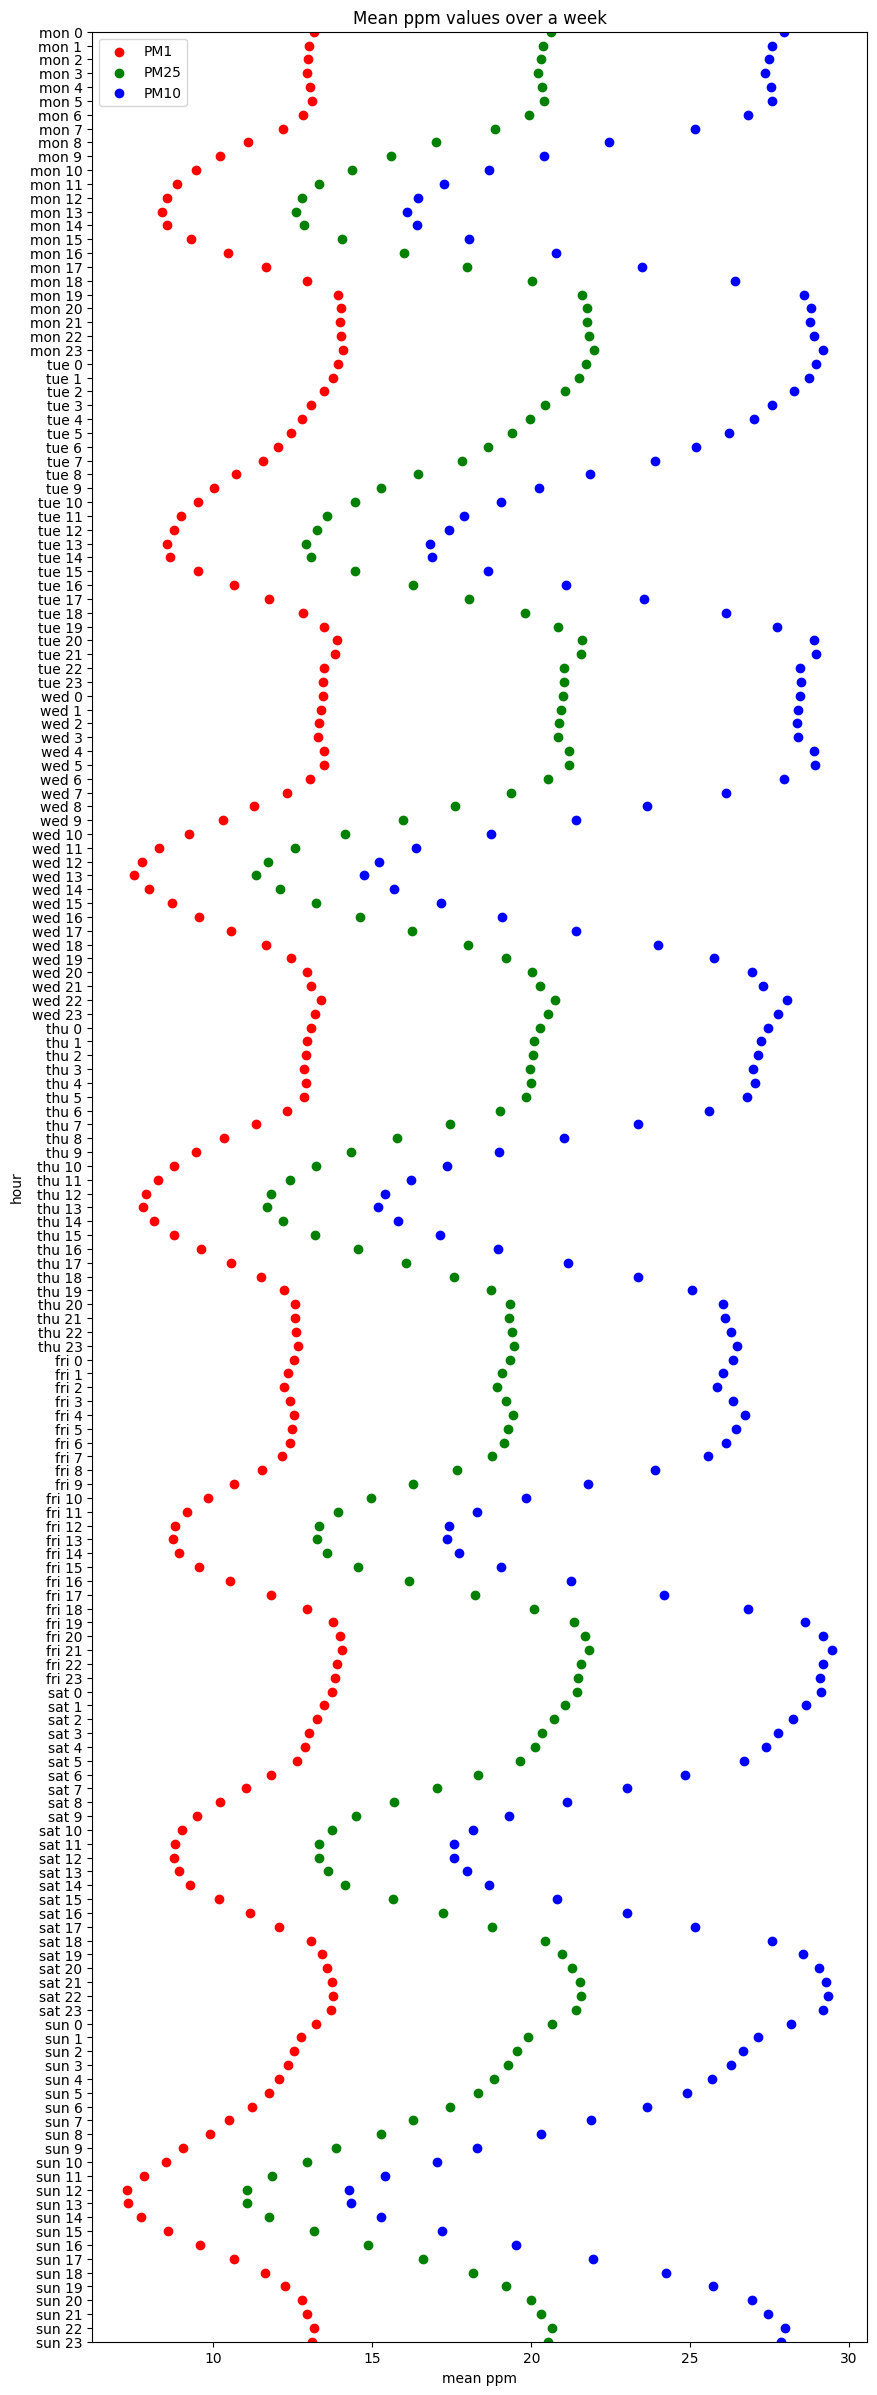 Mean ppm values over a week
PM1
PM25
PM10
mon 0
mon 1
mon 2
mon 3
mon 4
mon 5
mon 6
mon 7
mon 8
mon 9
mon 10
mon 11
mon 12
mon 13
mon 14
mon 15
mon 16
mon 17
mon 18
mon 19
mon 20
mon 21
mon 22
mon 23
tue 0
tue 1
tue 2
tue 3
tue 4
tue 5
tue 6
tue 7
tue 8
tue 9
tue 10
tue 11
tue 12
tue 13
tue 14
tue 15
tue 16
tue 17
tue 18
tue 19
tue 20
tue 21
tue 22
tue 23
wed 0
wed 1
wed 2
wed 3
wed 4
wed 5
wed 6
wed 7
wed 8
wed 9
wed 10
wed 11
wed 12
wed 13
wed 14
wed 15
wed 16
wed 17
wed 18
wed 19
wed 20
wed 21
wed 22
wed 23
thu 0
thu 1
thu 2
thu 3
thu 4
thu 5
thu 6
thu 7
thu 8
thu 9
thu 10
thu 11
thu 12
thu 13
thu 14
thu 15
thu 16
thu 17
thu 18
thu 19
thu 20
thu 21
thu 22
thu 23
fri 0
fri 1
fri 2
fri 3
fri 4
fri 5
fri 6
fri 7
fri 8
fri 9
fri 10
fri 11
fri 12
fri 13
fri 14
fri 15
fri 16
fri 17
fri 18
fri 19
fri 20
fri 21
fri 22
fri 23
sat 0
sat 1
sat 2
sat 3
sat 4
sat 5
sat 6
sat 7
sat 8
sat 9
sat 10
sat 11
sat 12
sat 13
sat 14
sat 15
sat 16
sat 17
sat 18
sat 19
sat 20
sat 21
sat 22
sat 23
sun 0
sun 1
sun 2
sun 3
sun 4
sun 5
sun 6
sun 7
sun 8
sun 9
sun 10
sun 11
sun 12
sun 13
sun 14
sun 15
sun 16
sun 17
sun 18
sun 19
sun 20
sun 21
sun 22
sun 23
hour
10 15 20 25 30
mean ppm